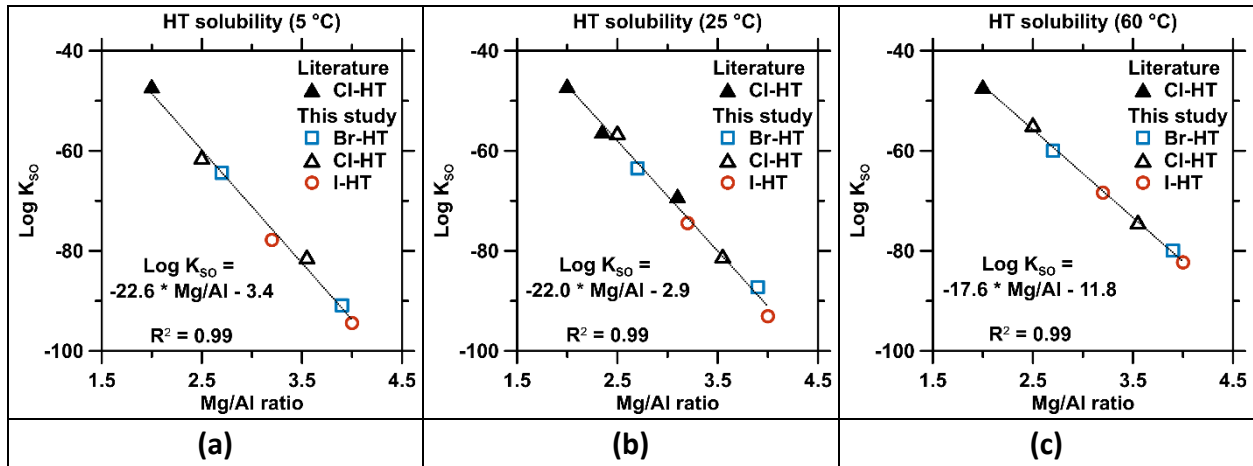 HT solubility (5 °C)
-40
Literature
Cl-HT
This study
Br-HT
Cl-HT
I-HT
-60
-80
-100
Log K_SO
Log K_SO =
-22.6 * Mg/Al - 3.4
R² = 0.99
1.5 2.5 3.5 4.5
Mg/Al ratio
(a)
HT solubility (25 °C)
-40
Literature
Cl-HT
This study
Br-HT
Cl-HT
I-HT
-60
-80
-100
Log K_SO
Log K_SO =
-22.0 * Mg/Al - 2.9
R² = 0.99
1.5 2.5 3.5 4.5
Mg/Al ratio
(b)
HT solubility (60 °C)
-40
Literature
Cl-HT
This study
Br-HT
Cl-HT
I-HT
-60
-80
-100
Log K_SO
Log K_SO =
-17.6 * Mg/Al - 11.8
R² = 0.99
1.5 2.5 3.5 4.5
Mg/Al ratio
(c)